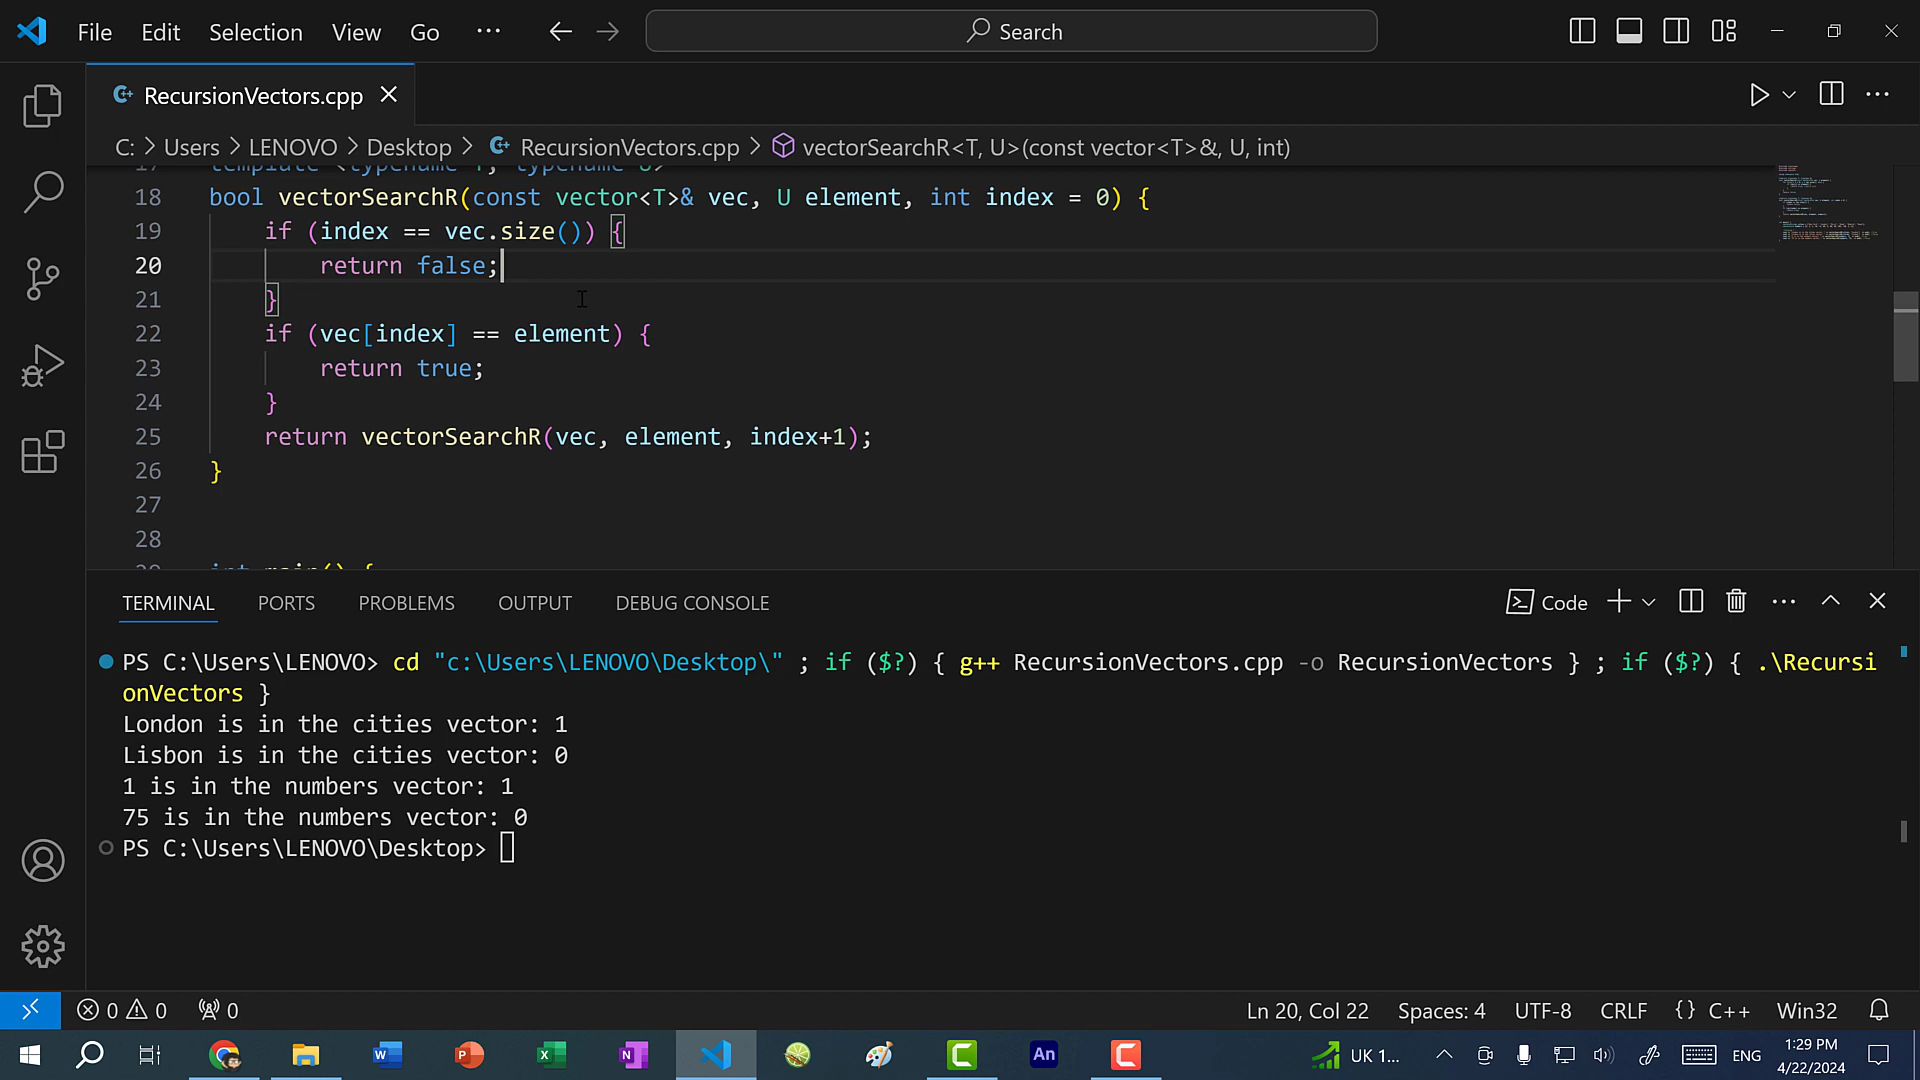 File Edit Selection View Go ··· Search
RecursionVectors.cpp
C: > Users > LENOVO > Desktop > RecursionVectors.cpp > vectorSearchR<T, U>(const vector<T>&, U, int)
template <typename T, typename U>
18 bool vectorSearchR(const vector<T>& vec, U element, int index = 0) {
19 if (index == vec.size()) {
20 return false;
21 }
22 if (vec[index] == element) {
23 return true;
24 }
25 return vectorSearchR(vec, element, index+1);
26 }
27
28
29 int main() {
TERMINAL PORTS PROBLEMS OUTPUT DEBUG CONSOLE Code
PS C:\Users\LENOVO> cd "c:\Users\LENOVO\Desktop\" ; if ($?) { g++ RecursionVectors.cpp -o RecursionVectors } ; if ($?) { .\Recursi
onVectors }
London is in the cities vector: 1
Lisbon is in the cities vector: 0
1 is in the numbers vector: 1
75 is in the numbers vector: 0
PS C:\Users\LENOVO\Desktop>
0 0 0 Ln 20, Col 22 Spaces: 4 UTF-8 CRLF {} C++ Win32
UK 1... ENG 1:29 PM
4/22/2024